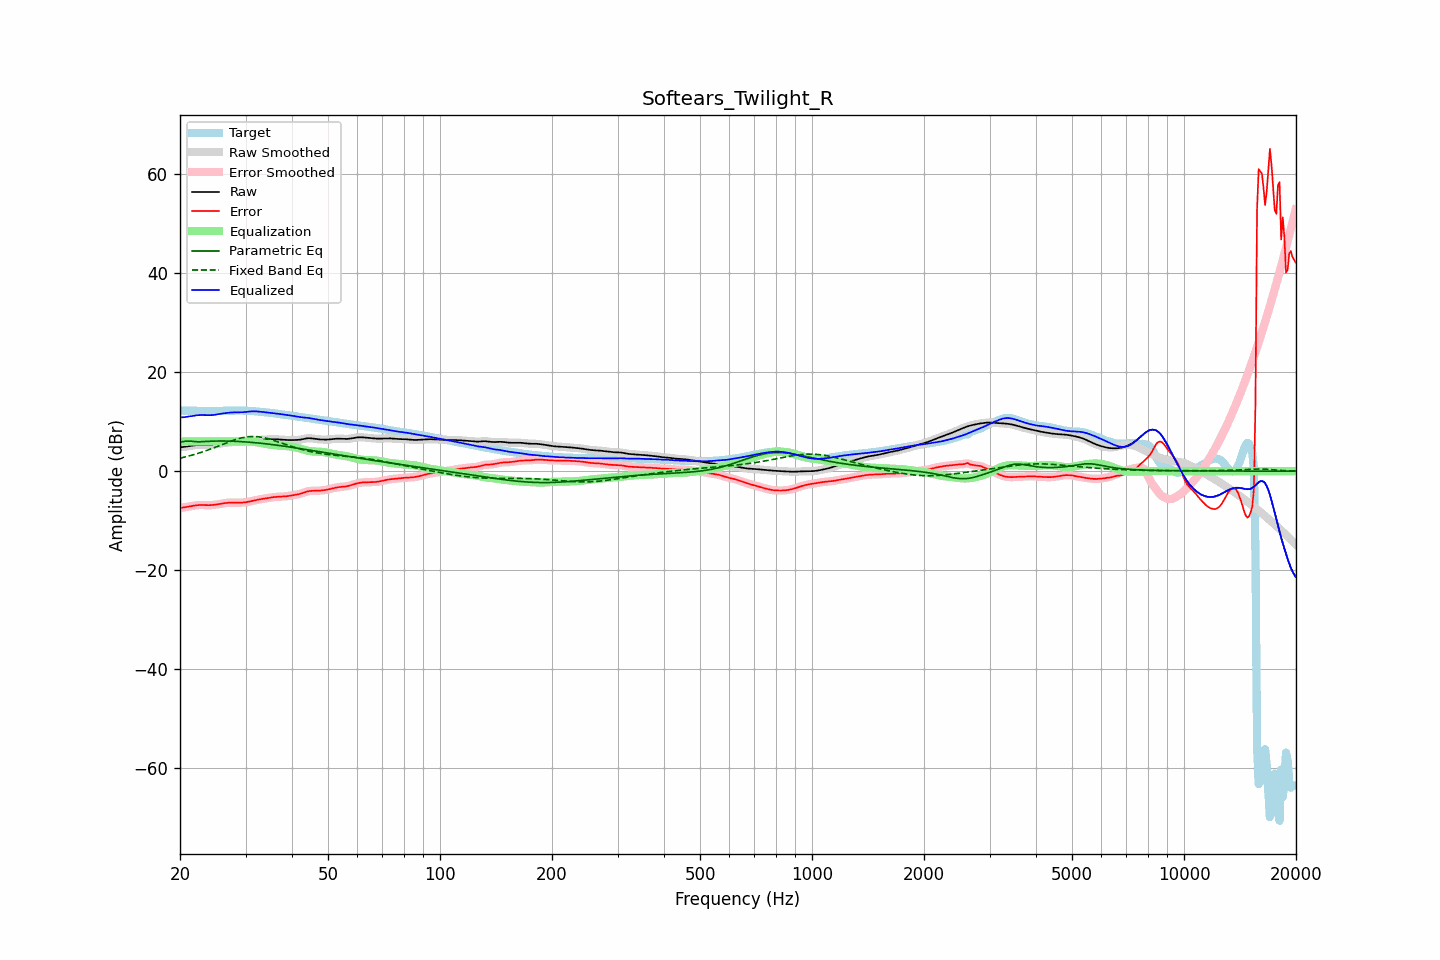 Softears_Twilight_R
Target
Raw Smoothed
Error Smoothed
Raw
Error
Equalization
Parametric Eq
Fixed Band Eq
Equalized
60
40
20
0
−20
−40
−60
Amplitude (dBr)
20 50 100 200 500 1000 2000 5000 10000 20000
Frequency (Hz)